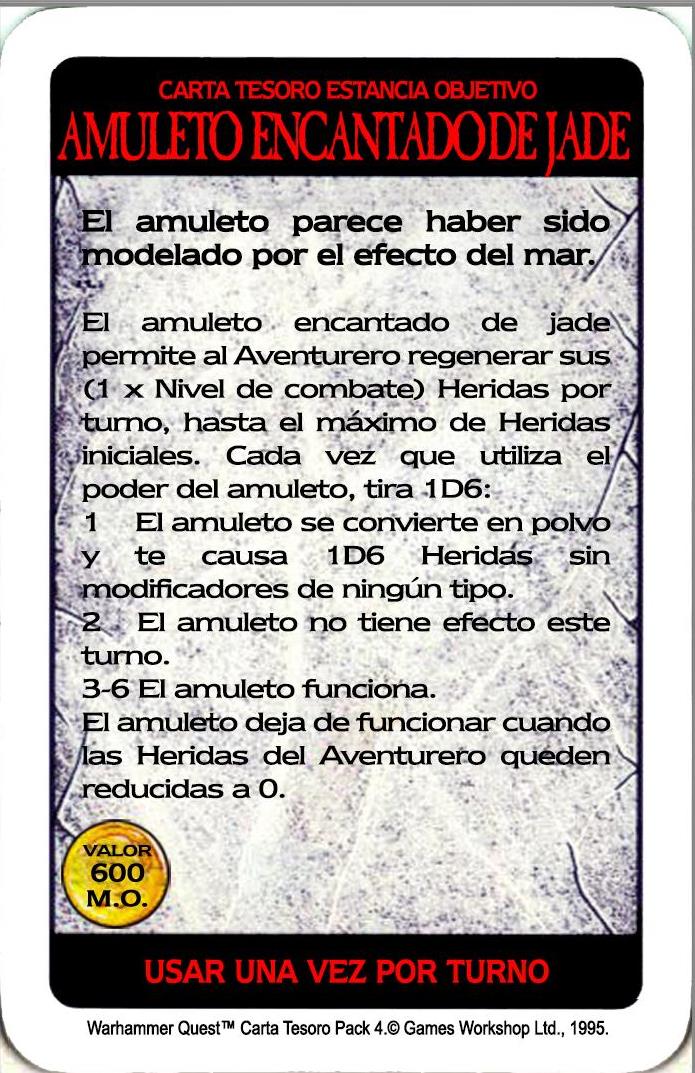 CARTA TESORO ESTANCIA OBJETIVO
AMULETO ENCANTADO DE JADE
El amuleto parece haber sido
modelado por el efecto del mar.
El amuleto encantado de jade
permite al Aventurero regenerar sus
(1 x Nivel de combate) Heridas por
turno, hasta el máximo de Heridas
iniciales. Cada vez que utiliza el
poder del amuleto, tira 1D6:
1 El amuleto se convierte en polvo
y te causa 1D6 Heridas sin
modificadores de ningún tipo.
2 El amuleto no tiene efecto este
turno.
3-6 El amuleto funciona.
El amuleto deja de funcionar cuando
las Heridas del Aventurero queden
reducidas a 0.
VALOR
600
M.O.
USAR UNA VEZ POR TURNO
Warhammer Quest™ Carta Tesoro Pack 4.© Games Workshop Ltd., 1995.